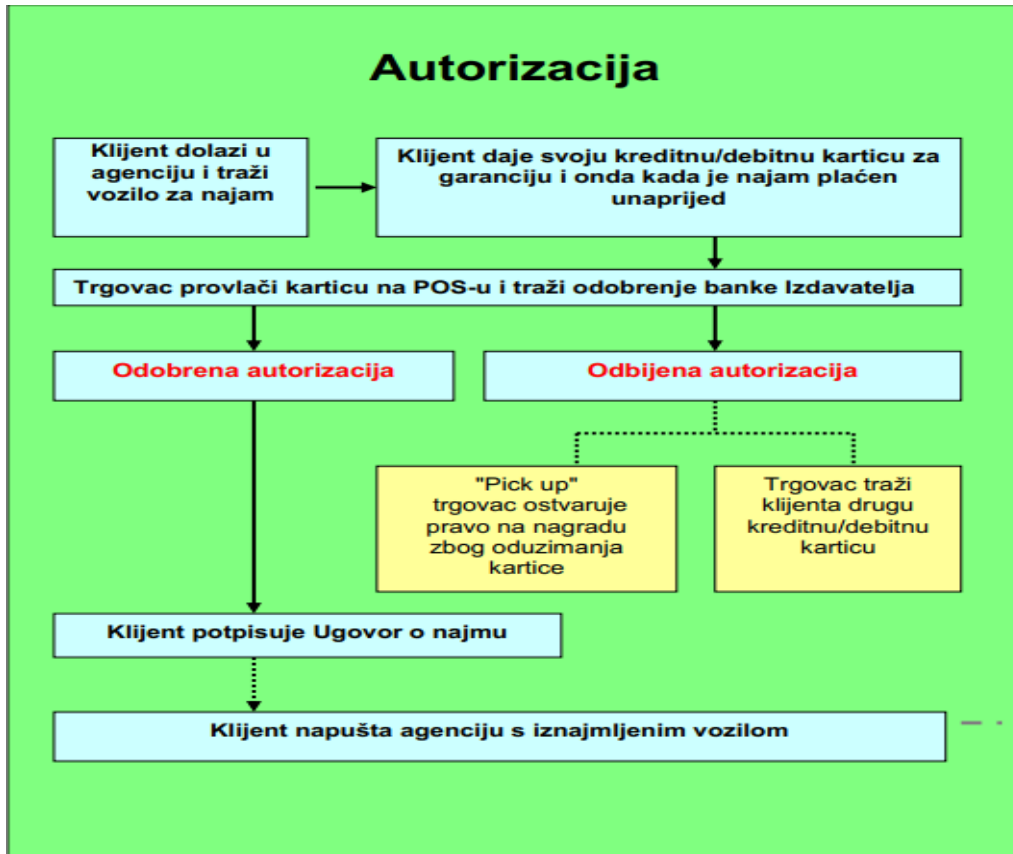 Autorizacija
Klijent dolazi u
agenciju i traži
vozilo za najam
Klijent daje svoju kreditnu/debitnu karticu za
garanciju i onda kada je najam plaćen
unaprijed
Trgovac provlači karticu na POS-u i traži odobrenje banke Izdavatelja
Odobrena autorizacija
Odbijena autorizacija
"Pick up"
trgovac ostvaruje
pravo na nagradu
zbog oduzimanja
kartice
Trgovac traži
klijenta drugu
kreditnu/debitnu
karticu
Klijent potpisuje Ugovor o najmu
Klijent napušta agenciju s iznajmljenim vozilom